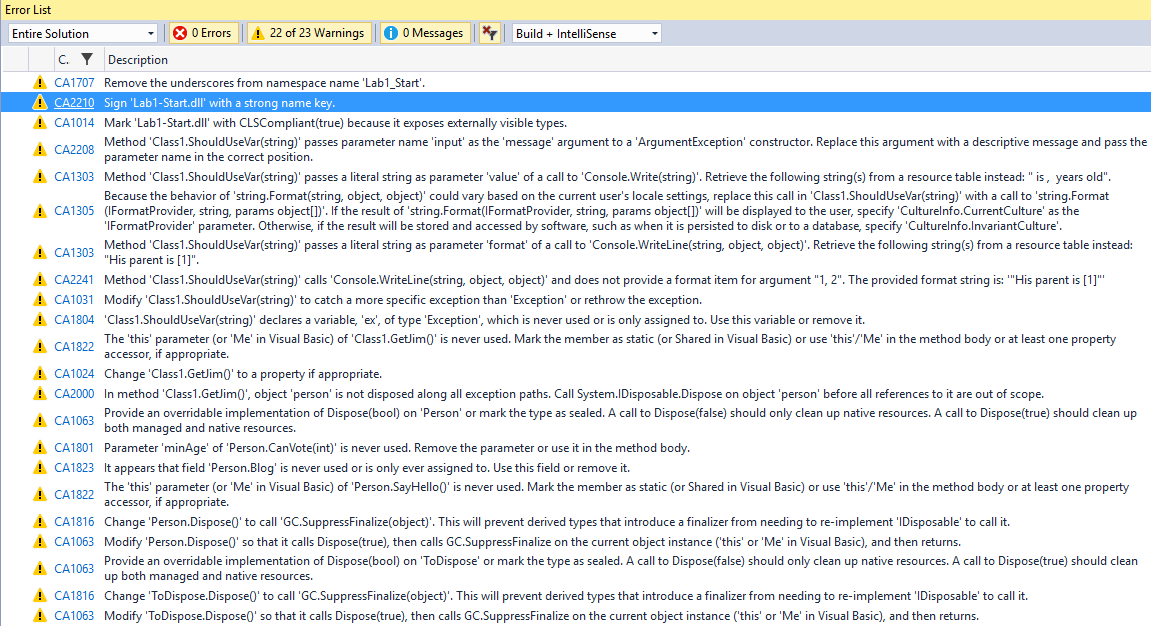 Error List
Entire Solution 0 Errors 22 of 23 Warnings 0 Messages Build + IntelliSense
C. Description
CA1707 Remove the underscores from namespace name 'Lab1_Start'.
CA2210 Sign 'Lab1-Start.dll' with a strong name key.
CA1014 Mark 'Lab1-Start.dll' with CLSCompliant(true) because it exposes externally visible types.
CA2208 Method 'Class1.ShouldUseVar(string)' passes parameter name 'input' as the 'message' argument to a 'ArgumentException' constructor. Replace this argument with a descriptive message and pass the
parameter name in the correct position.
CA1303 Method 'Class1.ShouldUseVar(string)' passes a literal string as parameter 'value' of a call to 'Console.Write(string)'. Retrieve the following string(s) from a resource table instead: " is ,  years old".
Because the behavior of 'string.Format(string, object, object)' could vary based on the current user's locale settings, replace this call in 'Class1.ShouldUseVar(string)' with a call to 'string.Format
CA1305 (IFormatProvider, string, params object[])'. If the result of 'string.Format(IFormatProvider, string, params object[])' will be displayed to the user, specify 'CultureInfo.CurrentCulture' as the
'IFormatProvider' parameter. Otherwise, if the result will be stored and accessed by software, such as when it is persisted to disk or to a database, specify 'CultureInfo.InvariantCulture'.
CA1303 Method 'Class1.ShouldUseVar(string)' passes a literal string as parameter 'format' of a call to 'Console.WriteLine(string, object, object)'. Retrieve the following string(s) from a resource table instead:
"His parent is [1]".
CA2241 Method 'Class1.ShouldUseVar(string)' calls 'Console.WriteLine(string, object, object)' and does not provide a format item for argument "1, 2". The provided format string is: '"His parent is [1]"'
CA1031 Modify 'Class1.ShouldUseVar(string)' to catch a more specific exception than 'Exception' or rethrow the exception.
CA1804 'Class1.ShouldUseVar(string)' declares a variable, 'ex', of type 'Exception', which is never used or is only assigned to. Use this variable or remove it.
CA1822 The 'this' parameter (or 'Me' in Visual Basic) of 'Class1.GetJim()' is never used. Mark the member as static (or Shared in Visual Basic) or use 'this'/'Me' in the method body or at least one property
accessor, if appropriate.
CA1024 Change 'Class1.GetJim()' to a property if appropriate.
CA2000 In method 'Class1.GetJim()', object 'person' is not disposed along all exception paths. Call System.IDisposable.Dispose on object 'person' before all references to it are out of scope.
CA1063 Provide an overridable implementation of Dispose(bool) on 'Person' or mark the type as sealed. A call to Dispose(false) should only clean up native resources. A call to Dispose(true) should clean up
both managed and native resources.
CA1801 Parameter 'minAge' of 'Person.CanVote(int)' is never used. Remove the parameter or use it in the method body.
CA1823 It appears that field 'Person.Blog' is never used or is only ever assigned to. Use this field or remove it.
CA1822 The 'this' parameter (or 'Me' in Visual Basic) of 'Person.SayHello()' is never used. Mark the member as static (or Shared in Visual Basic) or use 'this'/'Me' in the method body or at least one property
accessor, if appropriate.
CA1816 Change 'Person.Dispose()' to call 'GC.SuppressFinalize(object)'. This will prevent derived types that introduce a finalizer from needing to re-implement 'IDisposable' to call it.
CA1063 Modify 'Person.Dispose()' so that it calls Dispose(true), then calls GC.SuppressFinalize on the current object instance ('this' or 'Me' in Visual Basic), and then returns.
CA1063 Provide an overridable implementation of Dispose(bool) on 'ToDispose' or mark the type as sealed. A call to Dispose(false) should only clean up native resources. A call to Dispose(true) should clean
up both managed and native resources.
CA1816 Change 'ToDispose.Dispose()' to call 'GC.SuppressFinalize(object)'. This will prevent derived types that introduce a finalizer from needing to re-implement 'IDisposable' to call it.
CA1063 Modify 'ToDispose.Dispose()' so that it calls Dispose(true), then calls GC.SuppressFinalize on the current object instance ('this' or 'Me' in Visual Basic), and then returns.